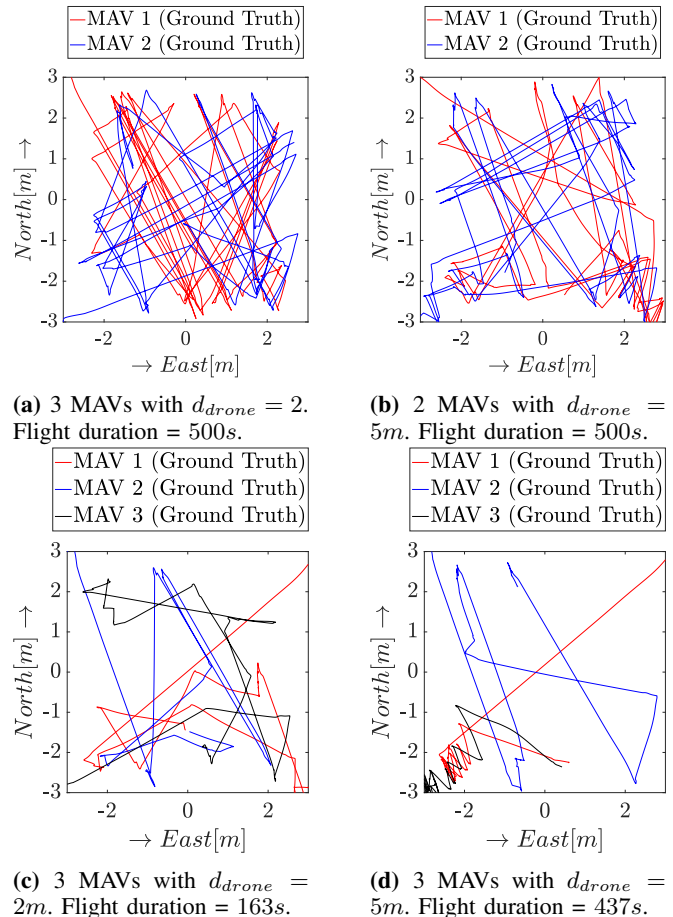 MAV 1 (Ground Truth)
MAV 2 (Ground Truth)
MAV 1 (Ground Truth)
MAV 2 (Ground Truth)
3
2
1
0
-1
-2
-3
North[m] →
-2 0 2
→ East[m]
3
2
1
0
-1
-2
-3
North[m] →
-2 0 2
→ East[m]
(a) 3 MAVs with d_drone = 2.
Flight duration = 500s.
(b) 2 MAVs with d_drone =
5m. Flight duration = 500s.
MAV 1 (Ground Truth)
MAV 2 (Ground Truth)
MAV 3 (Ground Truth)
MAV 1 (Ground Truth)
MAV 2 (Ground Truth)
MAV 3 (Ground Truth)
3
2
1
0
-1
-2
-3
North[m] →
-2 0 2
→ East[m]
3
2
1
0
-1
-2
-3
North[m] →
-2 0 2
→ East[m]
(c) 3 MAVs with d_drone =
2m. Flight duration = 163s.
(d) 3 MAVs with d_drone =
5m. Flight duration = 437s.